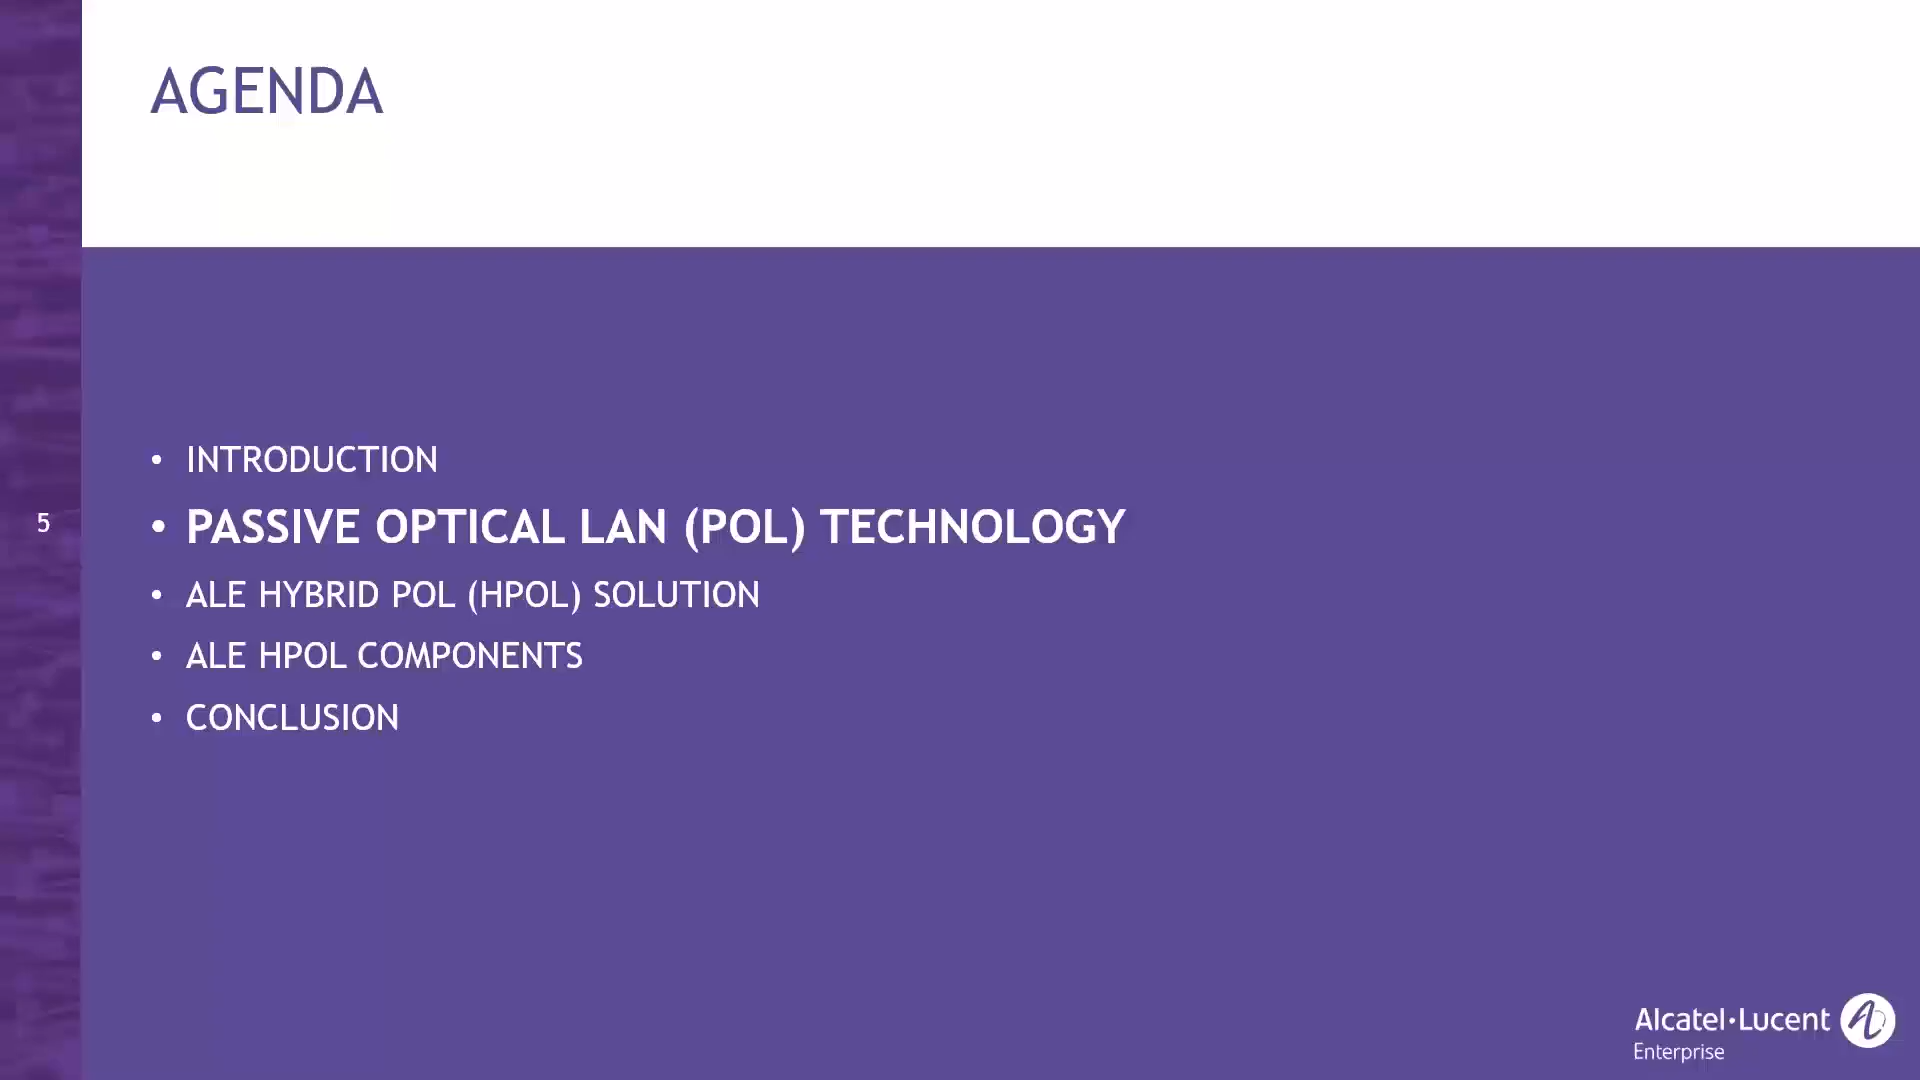 AGENDA
• INTRODUCTION
• PASSIVE OPTICAL LAN (POL) TECHNOLOGY
5
• ALE HYBRID POL (HPOL) SOLUTION
• ALE HPOL COMPONENTS
• CONCLUSION
Alcatel•Lucent
Enterprise